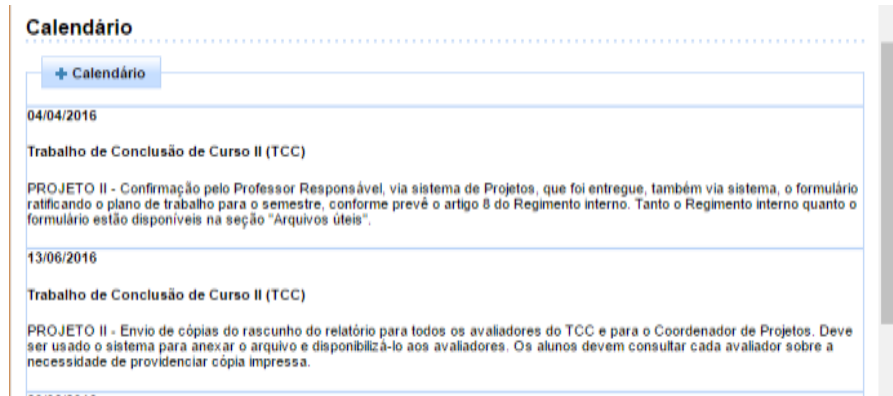 Calendário
+ Calendário
04/04/2016
Trabalho de Conclusão de Curso II (TCC)
PROJETO II - Confirmação pelo Professor Responsável, via sistema de Projetos, que foi entregue, também via sistema, o formulário
ratificando o plano de trabalho para o semestre, conforme prevê o artigo 8 do Regimento interno. Tanto o Regimento interno quanto o
formulário estão disponíveis na seção "Arquivos úteis".
13/06/2016
Trabalho de Conclusão de Curso II (TCC)
PROJETO II - Envio de cópias do rascunho do relatório para todos os avaliadores do TCC e para o Coordenador de Projetos. Deve
ser usado o sistema para anexar o arquivo e disponibilizá-lo aos avaliadores. Os alunos devem consultar cada avaliador sobre a
necessidade de providenciar cópia impressa.